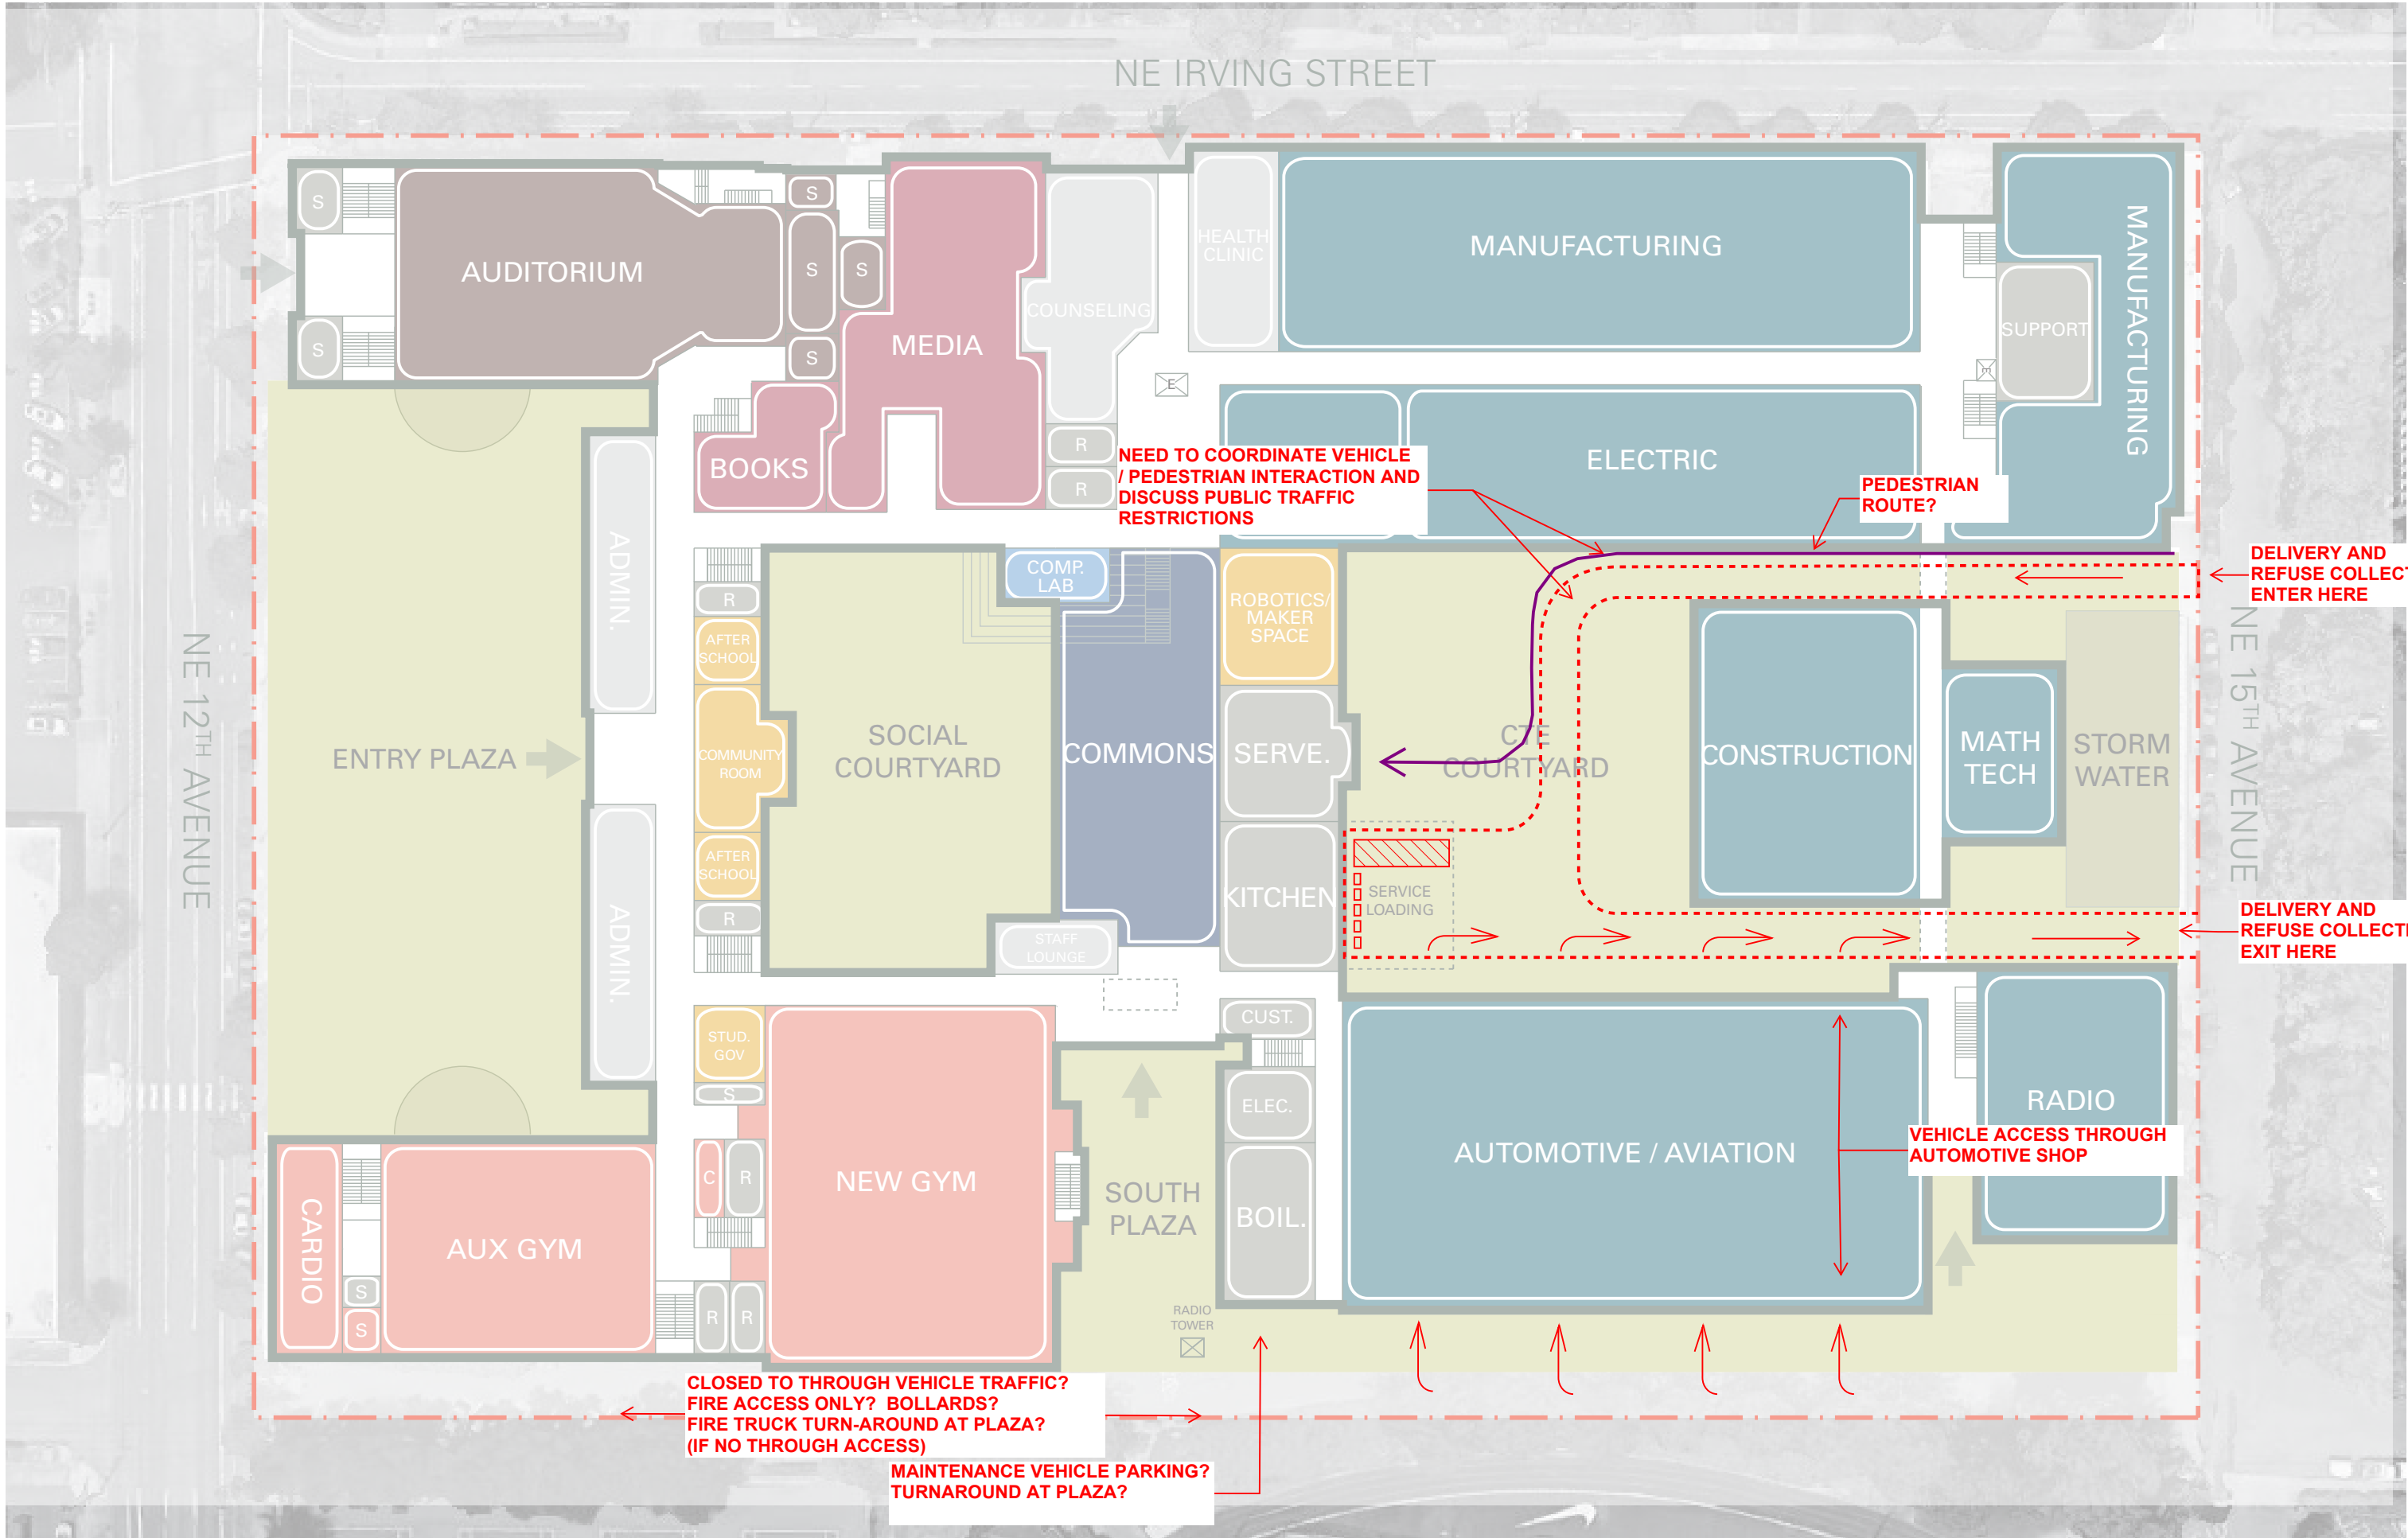 NE IRVING STREET
S
S
AUDITORIUM
S
S
S
S
S
MEDIA
COUNSELING
HEALTH
CLINIC
MANUFACTURING
MANUFACTURING
SUPPORT
E
E
BOOKS
R
R
ELECTRIC
NEED TO COORDINATE VEHICLE
/ PEDESTRIAN INTERACTION AND
DISCUSS PUBLIC TRAFFIC
RESTRICTIONS
PEDESTRIAN
ROUTE?
DELIVERY AND
REFUSE COLLECT
ENTER HERE
NE 12TH AVENUE
NE 15TH AVENUE
ENTRY PLAZA
ADMIN.
ADMIN.
R
AFTER
SCHOOL
COMMUNITY
ROOM
AFTER
SCHOOL
R
SOCIAL
COURTYARD
COMP.
LAB
COMMONS
STAFF
LOUNGE
ROBOTICS/
MAKER
SPACE
SERVE.
KITCHEN
CTE
COURTYARD
SERVICE
LOADING
CONSTRUCTION
MATH
TECH
STORM
WATER
DELIVERY AND
REFUSE COLLECTI
EXIT HERE
STUD.
GOV
S
C
R
NEW GYM
R
R
CARDIO
S
S
AUX GYM
SOUTH
PLAZA
RADIO
TOWER
CUST.
ELEC.
BOIL.
AUTOMOTIVE / AVIATION
RADIO
VEHICLE ACCESS THROUGH
AUTOMOTIVE SHOP
CLOSED TO THROUGH VEHICLE TRAFFIC?
FIRE ACCESS ONLY?  BOLLARDS?
FIRE TRUCK TURN-AROUND AT PLAZA?
(IF NO THROUGH ACCESS)
MAINTENANCE VEHICLE PARKING?
TURNAROUND AT PLAZA?